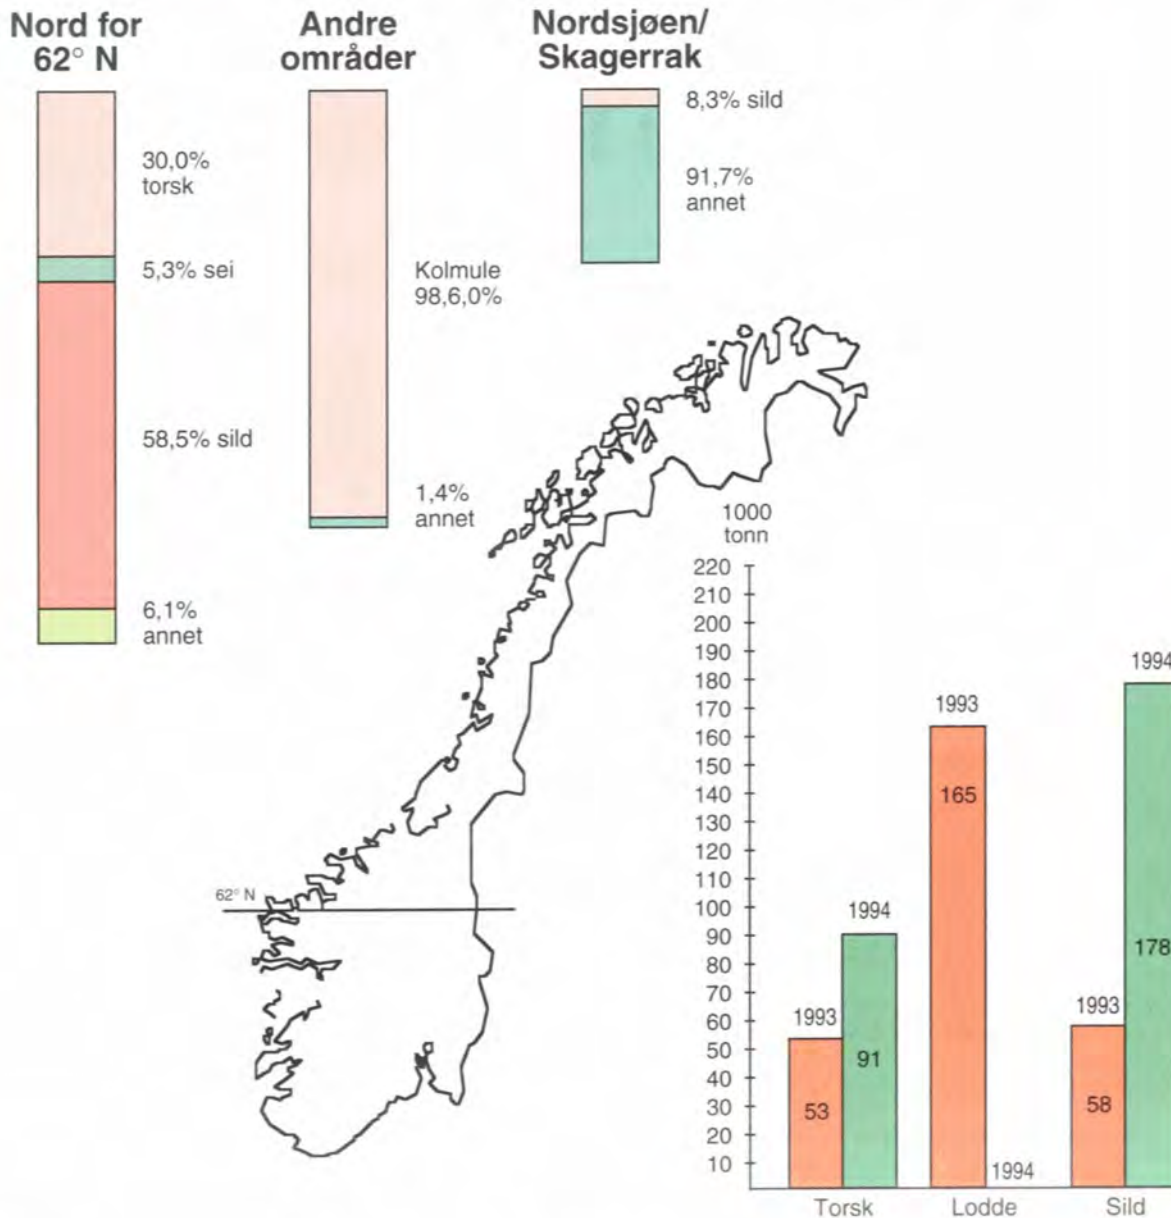 Nord for
62° N
30,0%
torsk
5,3% sei
58,5% sild
6,1%
annet
Andre
områder
Kolmule
98,6,0%
1,4%
annet
Nordsjøen/
Skagerrak
8,3% sild
91,7%
annet
62° N
1000
tonn
220
210
200
190
180
170
160
150
140
130
120
110
100
90
80
70
60
50
40
30
20
10
1993
53
1994
91
Torsk
1993
165
1994
Lodde
1993
58
1994
178
Sild